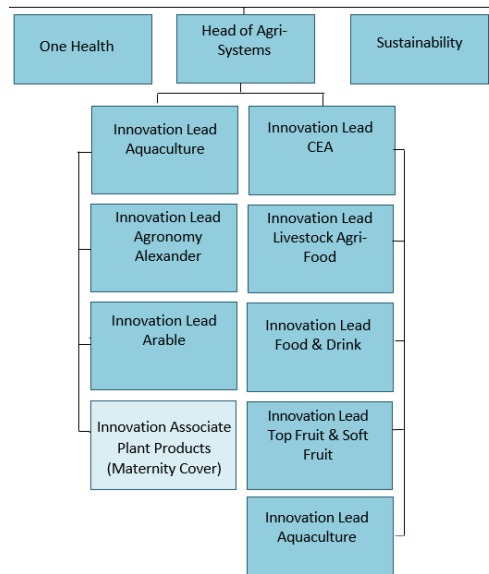 One Health
Head of Agri-
Systems
Sustainability
Innovation Lead
Aquaculture
Innovation Lead
CEA
Innovation Lead
Agronomy
Alexander
Innovation Lead
Livestock Agri-
Food
Innovation Lead
Arable
Innovation Lead
Food & Drink
Innovation Associate
Plant Products
(Maternity Cover)
Innovation Lead
Top Fruit & Soft
Fruit
Innovation Lead
Aquaculture